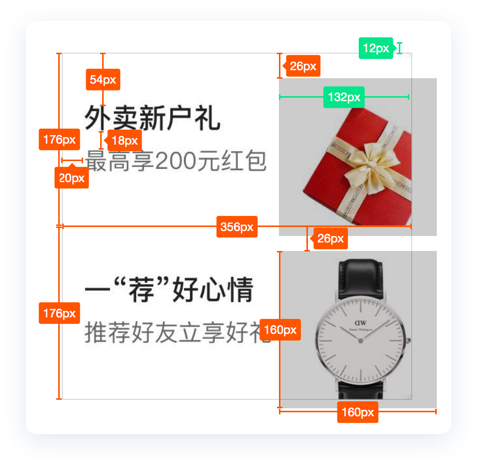 12px
26px
54px
132px
外卖新户礼
176px
18px
最高享200元红包
20px
356px
26px
一“荐”好心情
DW
176px
推荐好友立享好礼
160px
160px